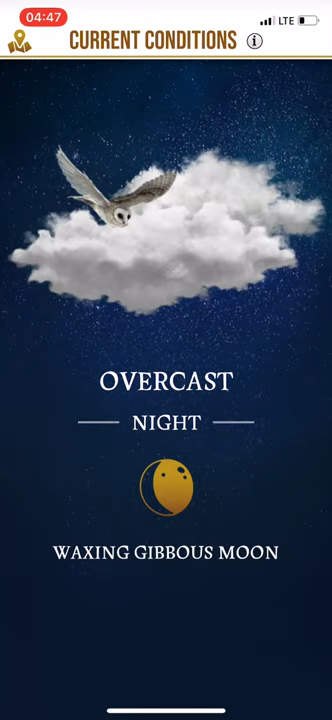 04:47
LTE
CURRENT CONDITIONS
OVERCAST
NIGHT
WAXING GIBBOUS MOON